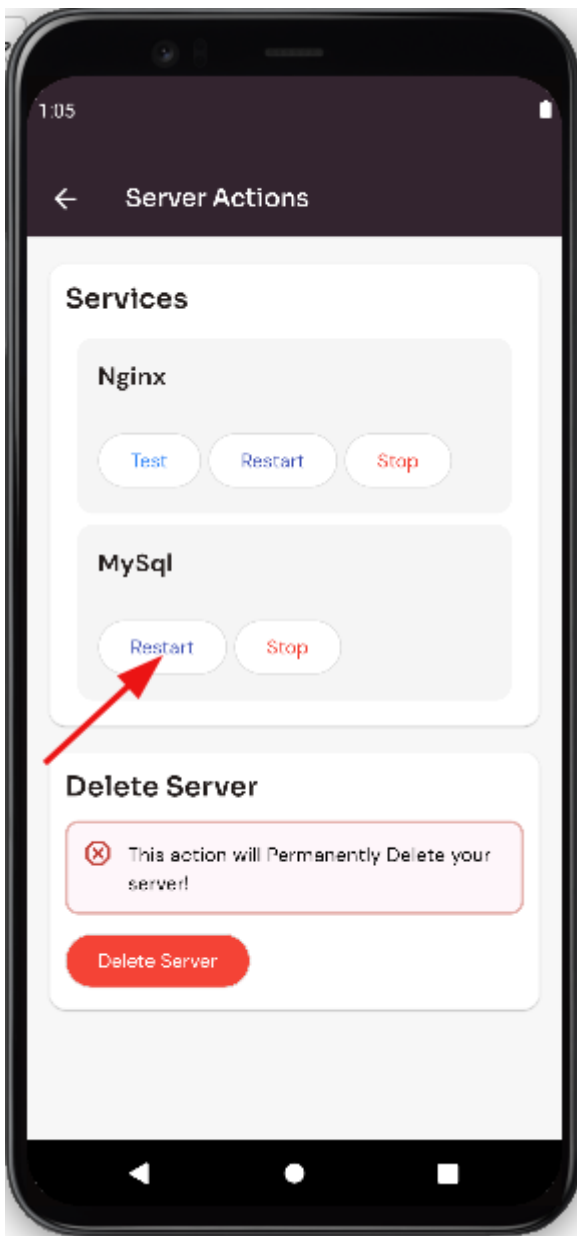 1:05
Server Actions
Services
Nginx
Test Restart Stop
MySql
Restart Stop
Delete Server
This action will Permanently Delete your
server!
Delete Server